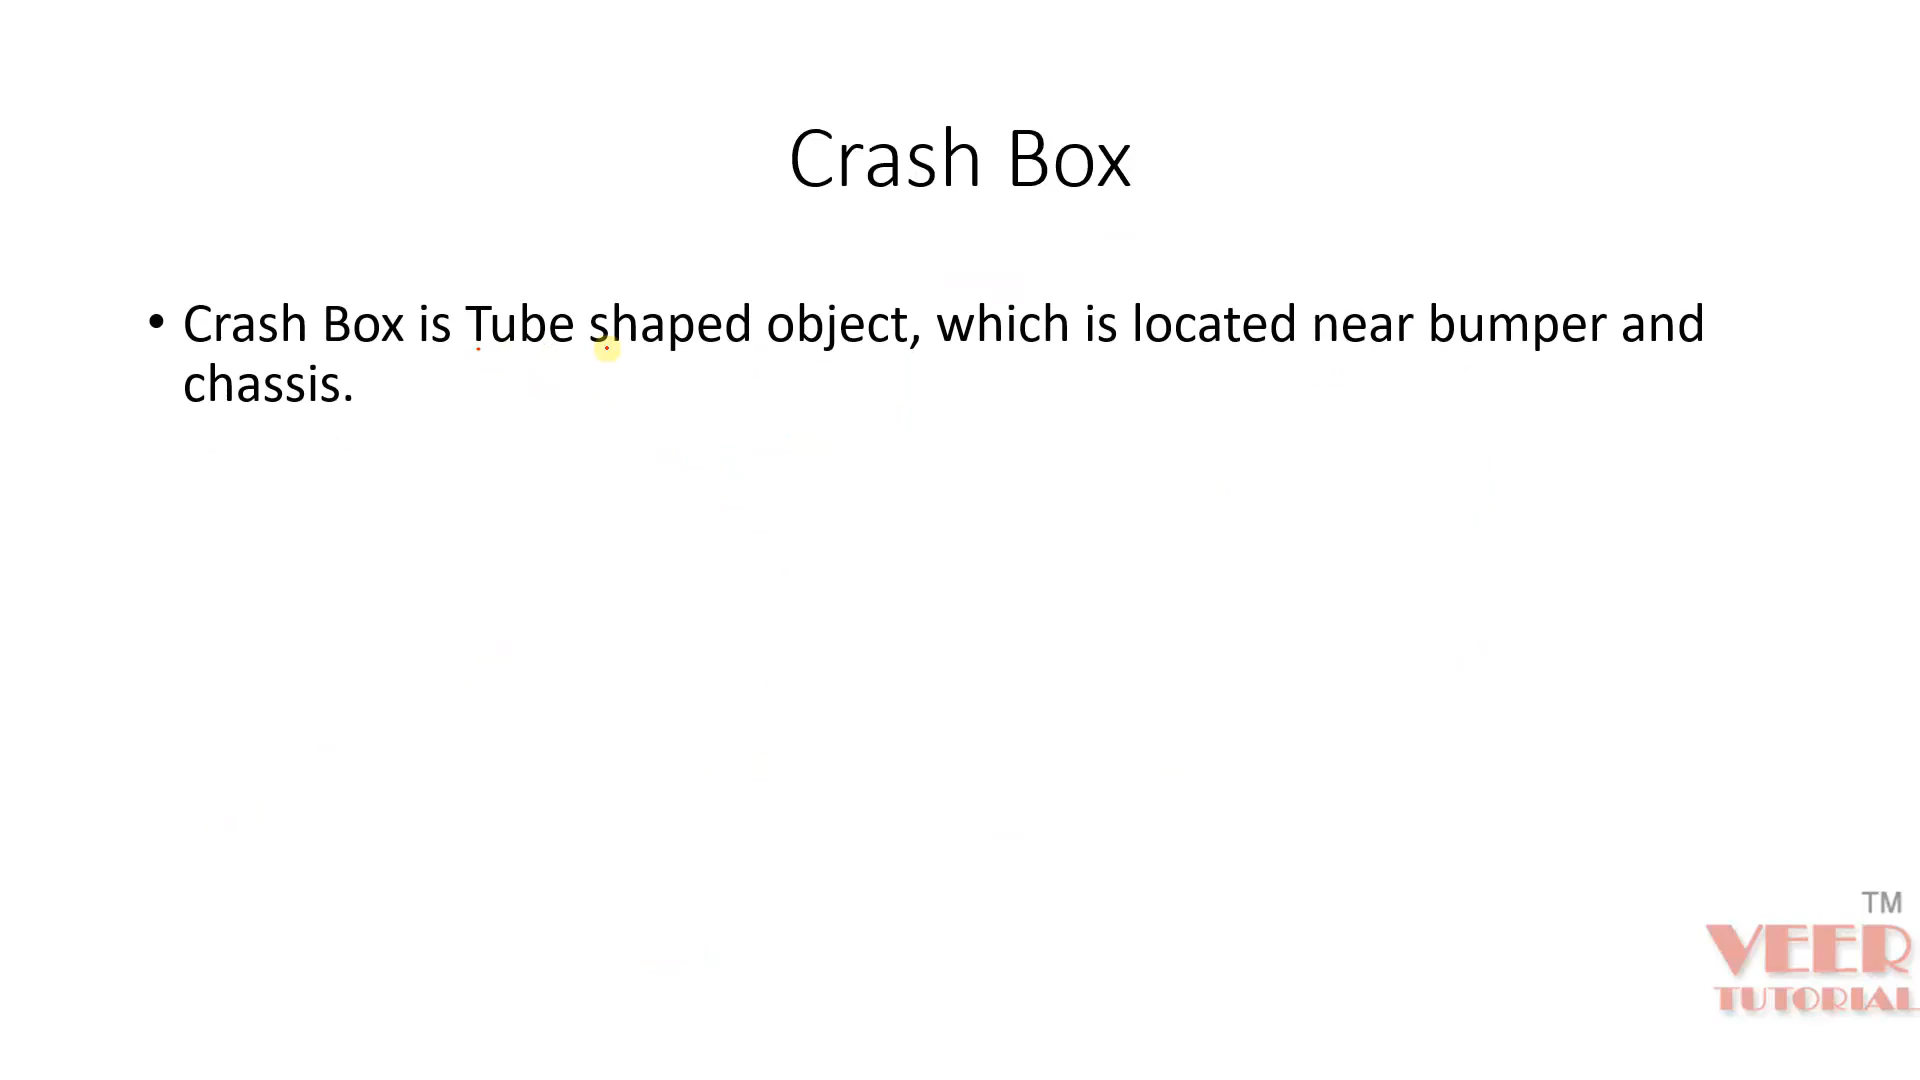 Crash Box
• Crash Box is Tube shaped object, which is located near bumper and
chassis.
TM
VEER
TUTORIAL